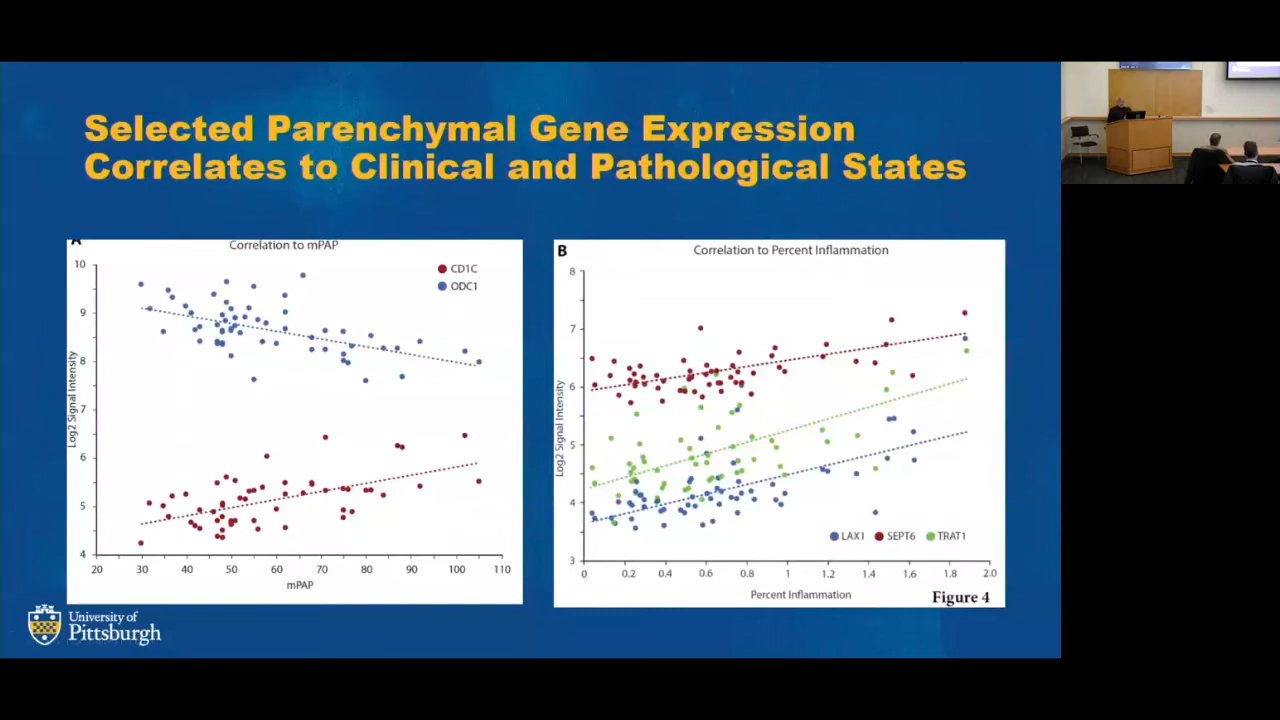 Selected Parenchymal Gene Expression
Correlates to Clinical and Pathological States
A
Correlation to mPAP
CD1C
ODC1
Log2 Signal Intensity
10
9
8
7
6
5
4
20 30 40 50 60 70 80 90 100 110
mPAP
B
Correlation to Percent Inflammation
Log2 Signal Intensity
8
7
6
5
4
3
LAX1 SEPT6 TRAT1
0 0.2 0.4 0.6 0.8 1 1.2 1.4 1.6 1.8 2.0
Percent Inflammation
Figure 4
University of
Pittsburgh